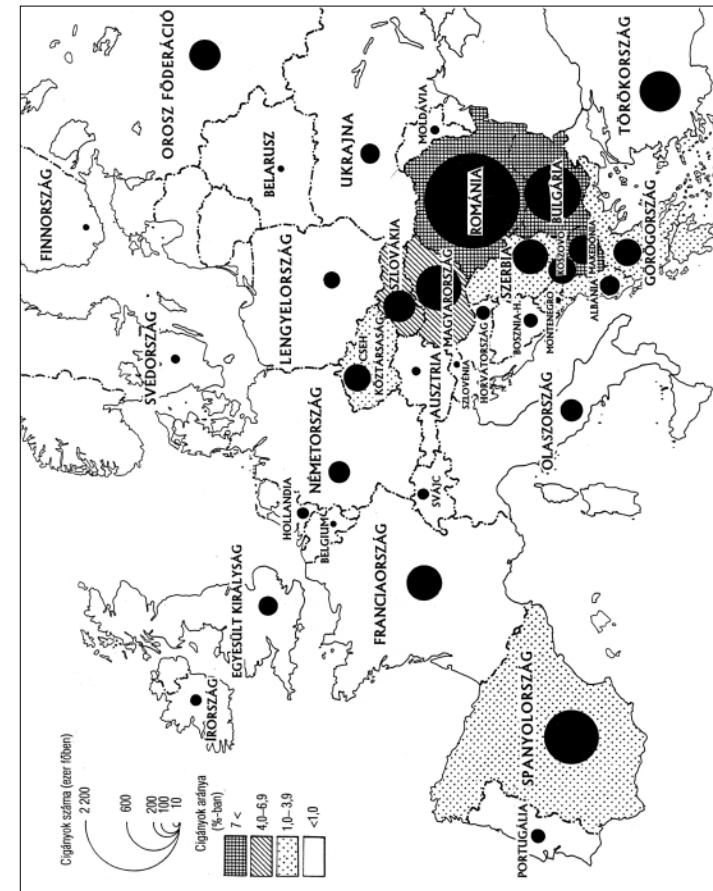 Cigányok száma (ezer főben)
2 200
600
200
100
10
Cigányok aránya
(%-ban)
7 <
4,0–6,9
1,0–3,9
<1,0
FINNORSZÁG
OROSZ FÖDERÁCIÓ
SVÉDORSZÁG
BELARUSZ
ÍRORSZÁG
EGYESÜLT KIRÁLYSÁG
HOLLANDIA
BELGIUM
NÉMETORSZÁG
LENGYELORSZÁG
UKRAJNA
CSEH
KÖZTÁRSASÁG
SZLOVÁKIA
MOLDÁVIA
FRANCIAORSZÁG
SVÁJC
AUSZTRIA
MAGYARORSZÁG
ROMÁNIA
SZLOVÉNIA
HORVÁTORSZÁG
BOSZNIA-H.
SZERBIA
MONTENEGRO
KOSZOVÓ
BULGÁRIA
PORTUGÁLIA
SPANYOLORSZÁG
OLASZORSZÁG
ALBÁNIA
MACEDÓNIA
GÖRÖGORSZÁG
TÖRÖKORSZÁG